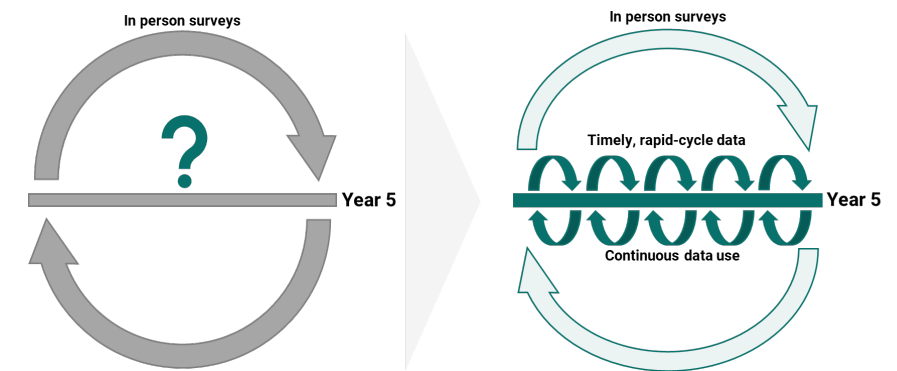 In person surveys
?
Year 5
In person surveys
Timely, rapid-cycle data
Year 5
Continuous data use